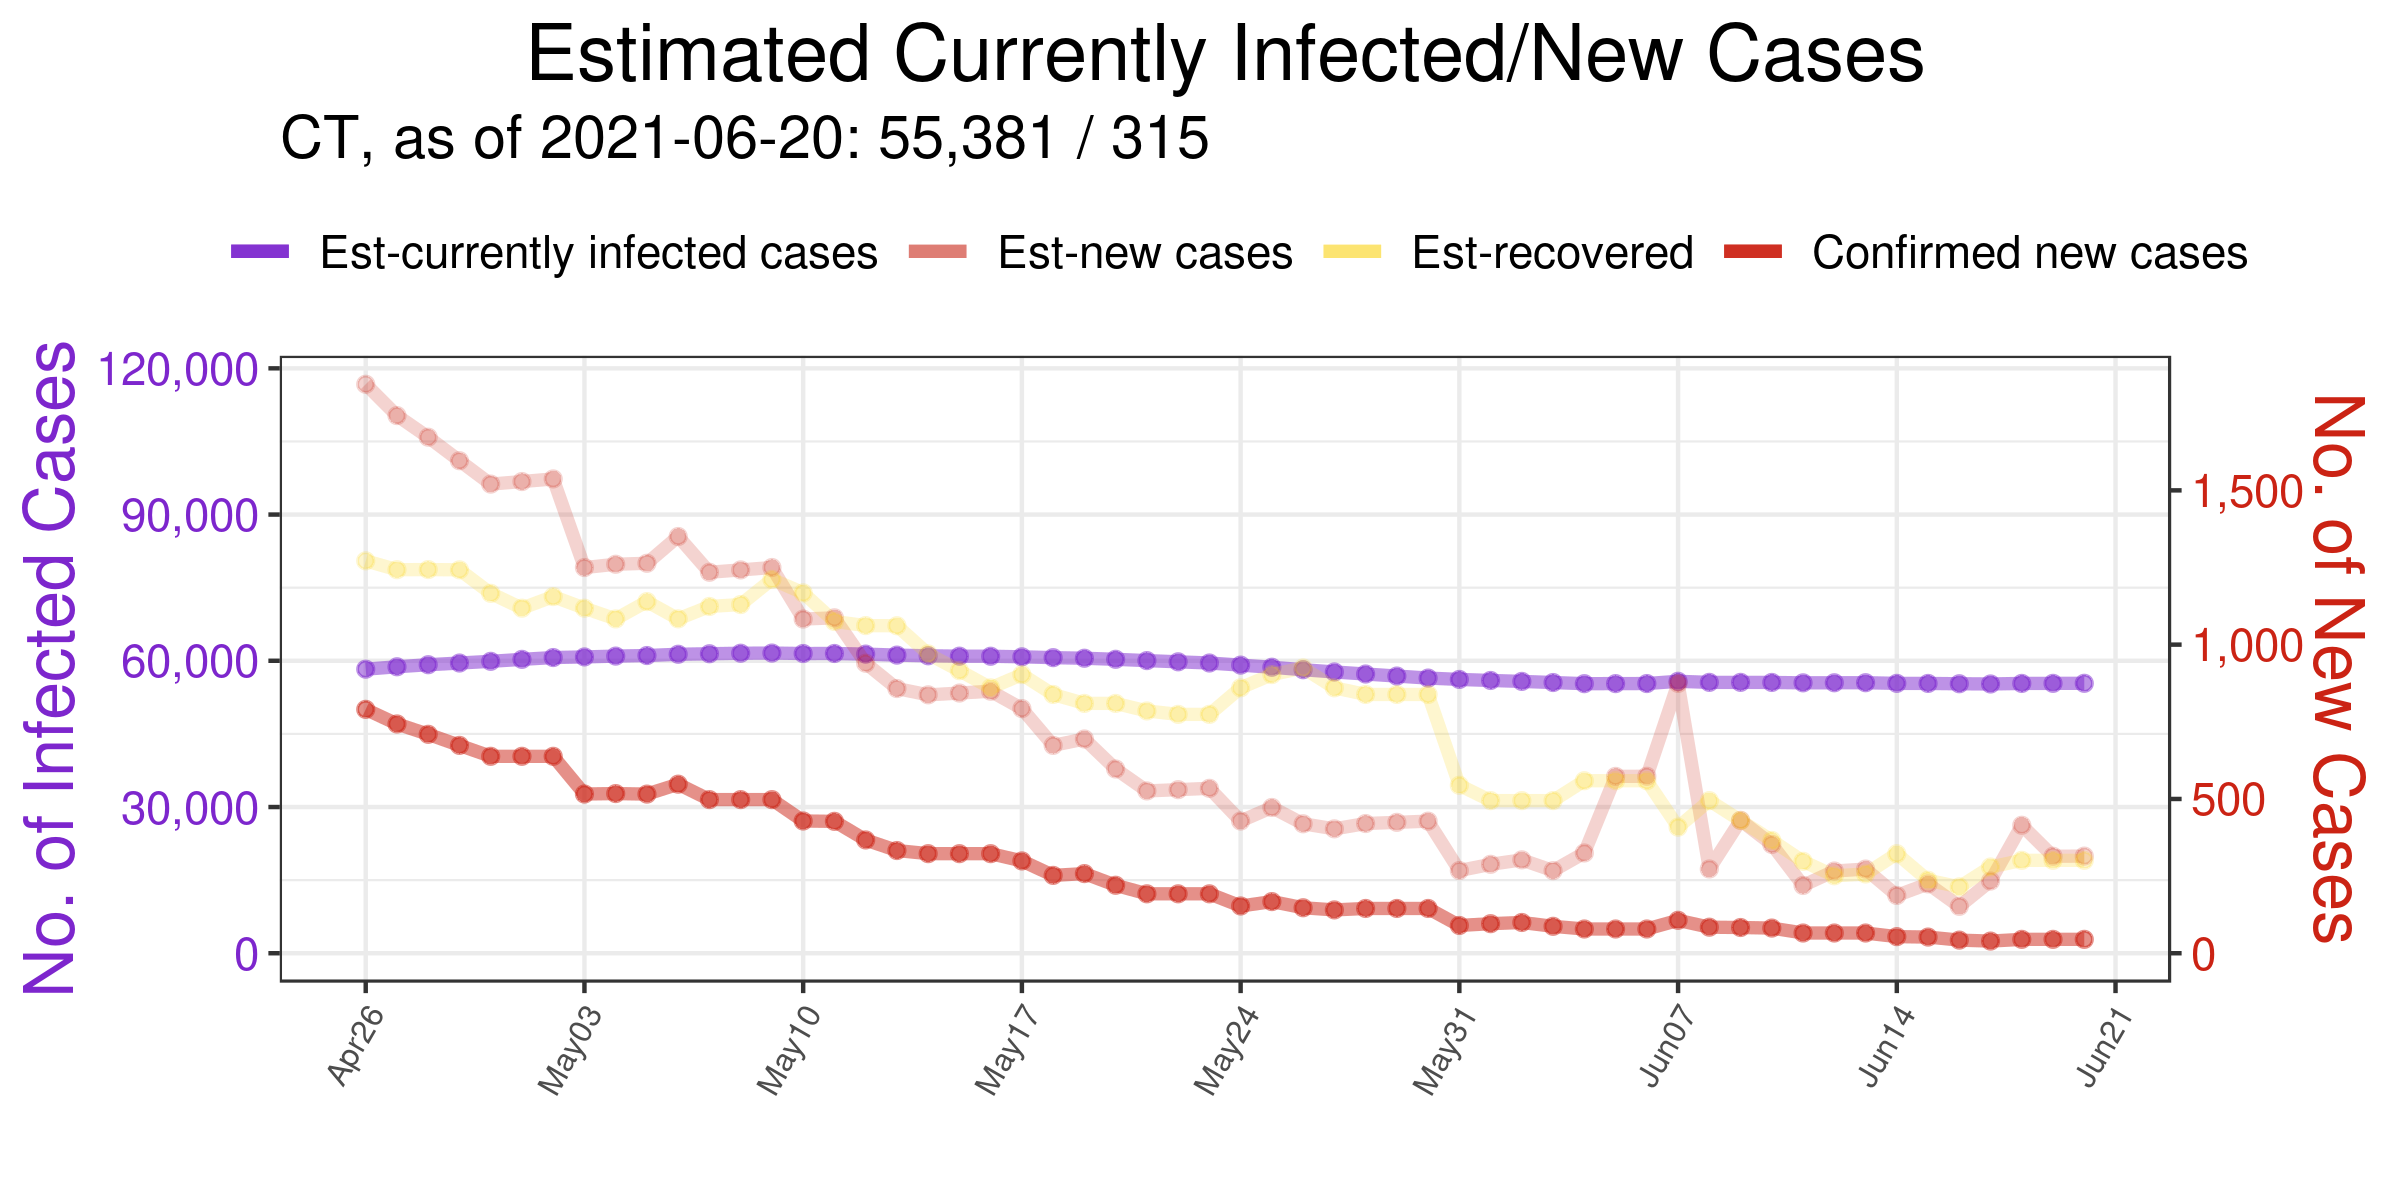 Estimated Currently Infected/New Cases
CT, as of 2021-06-20: 55,381 / 315
Est-currently infected cases Est-new cases Est-recovered Confirmed new cases
No. of Infected Cases
120,000
90,000
60,000
30,000
0
1,500
1,000
500
0
No. of New Cases
Apr26 May03 May10 May17 May24 May31 Jun07 Jun14 Jun21